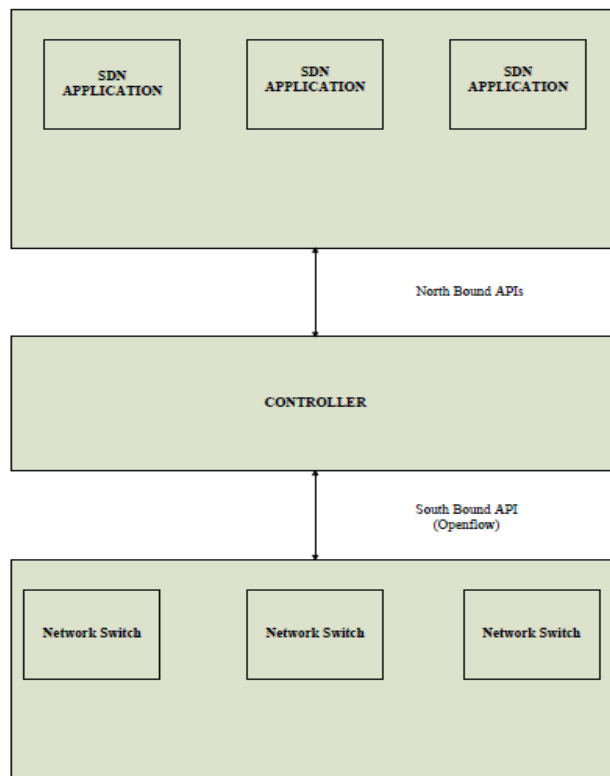 SDN
APPLICATION
SDN
APPLICATION
SDN
APPLICATION
North Bound APIs
CONTROLLER
South Bound API
(Openflow)
Network Switch
Network Switch
Network Switch